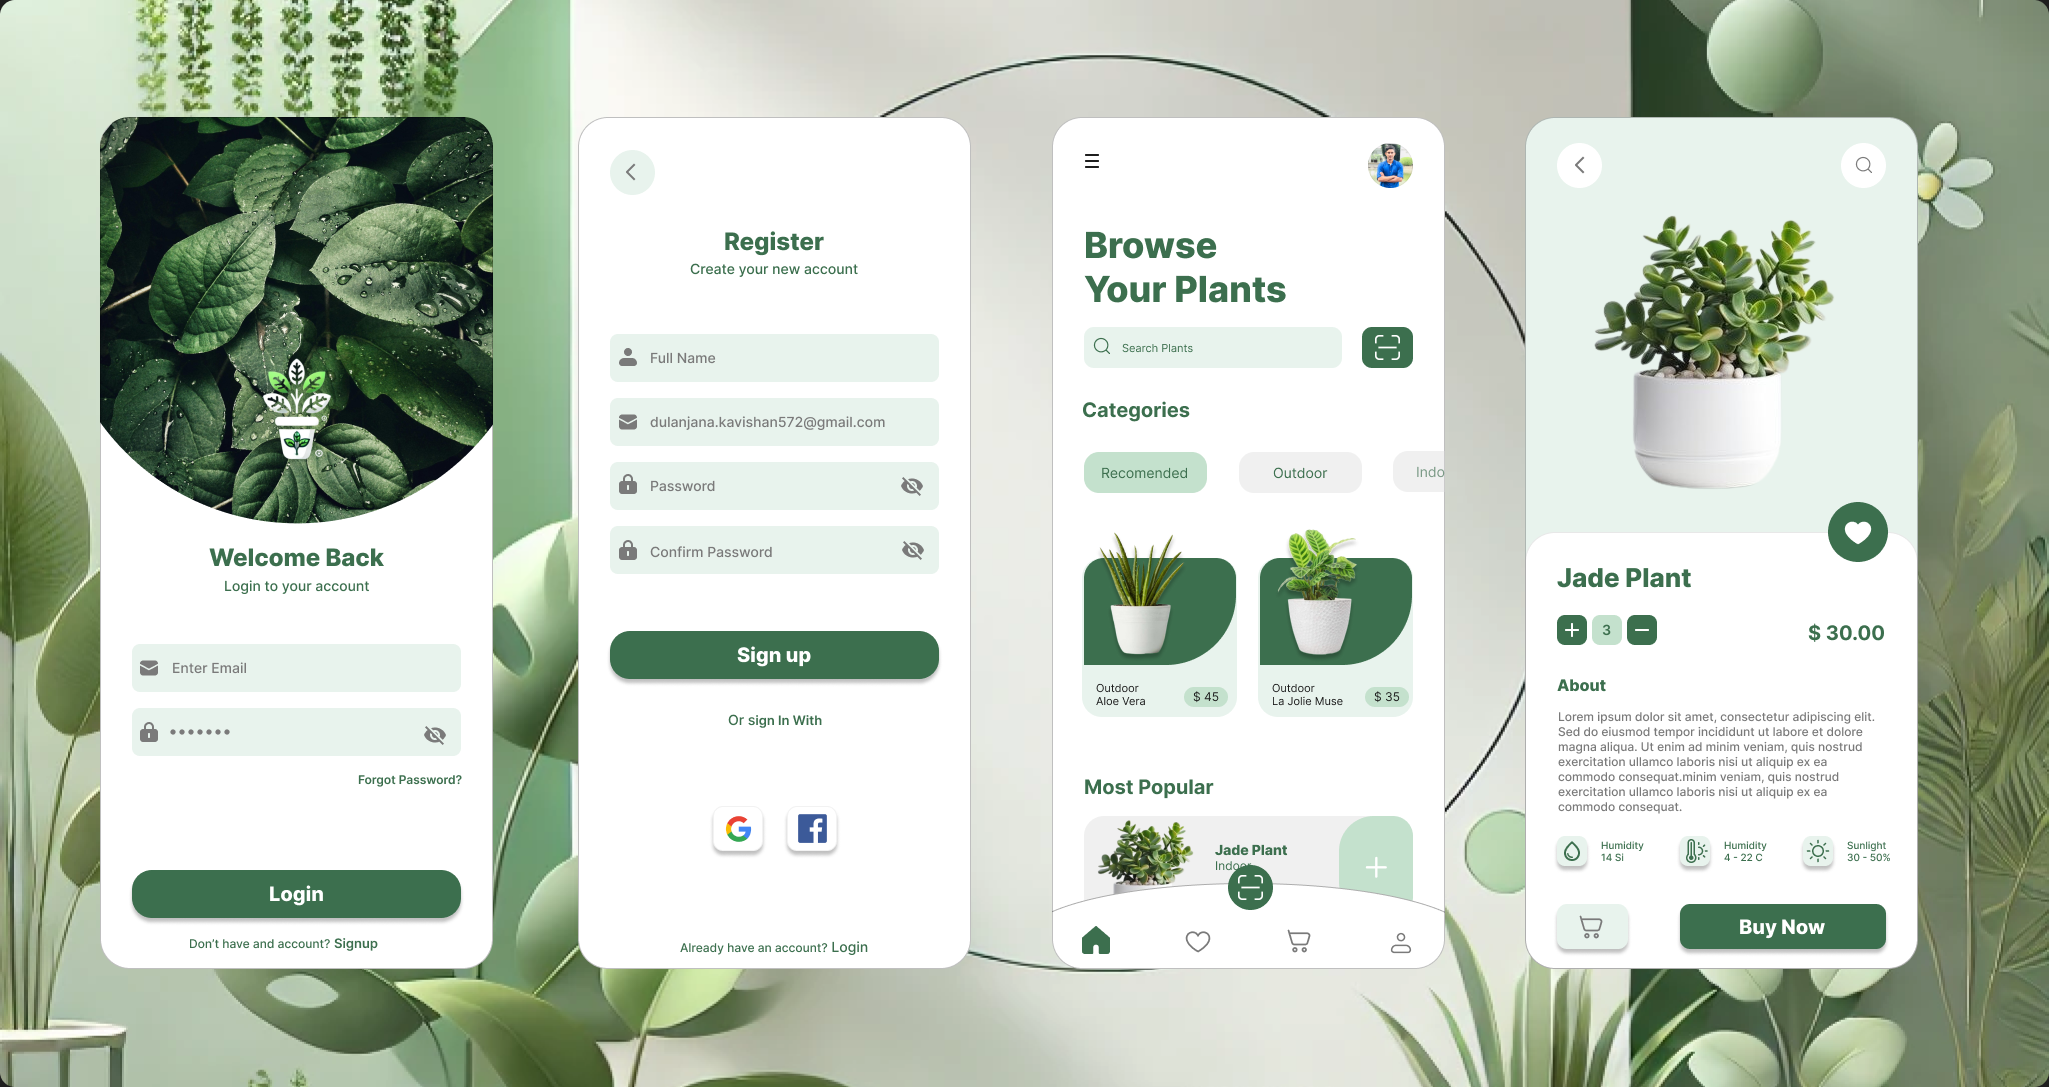 Welcome Back
Login to your account
Enter Email
Forgot Password?
Login
Don't have and account? Signup
Register
Create your new account
Full Name
dulanjana.kavishan572@gmail.com
Password
Confirm Password
Sign up
Or sign In With
Already have an account? Login
Browse
Your Plants
Search Plants
Categories
Recomended
Outdoor
Indo
Outdoor
Aloe Vera
$ 45
Outdoor
La Jolie Muse
$ 35
Most Popular
Jade Plant
Indoor
Jade Plant
3
$ 30.00
About
Lorem ipsum dolor sit amet, consectetur adipiscing elit.
Sed do eiusmod tempor incididunt ut labore et dolore
magna aliqua. Ut enim ad minim veniam, quis nostrud
exercitation ullamco laboris nisi ut aliquip ex ea
commodo consequat.minim veniam, quis nostrud
exercitation ullamco laboris nisi ut aliquip ex ea
commodo consequat.
Humidity
14 Si
Humidity
4 - 22 C
Sunlight
30 - 50%
Buy Now